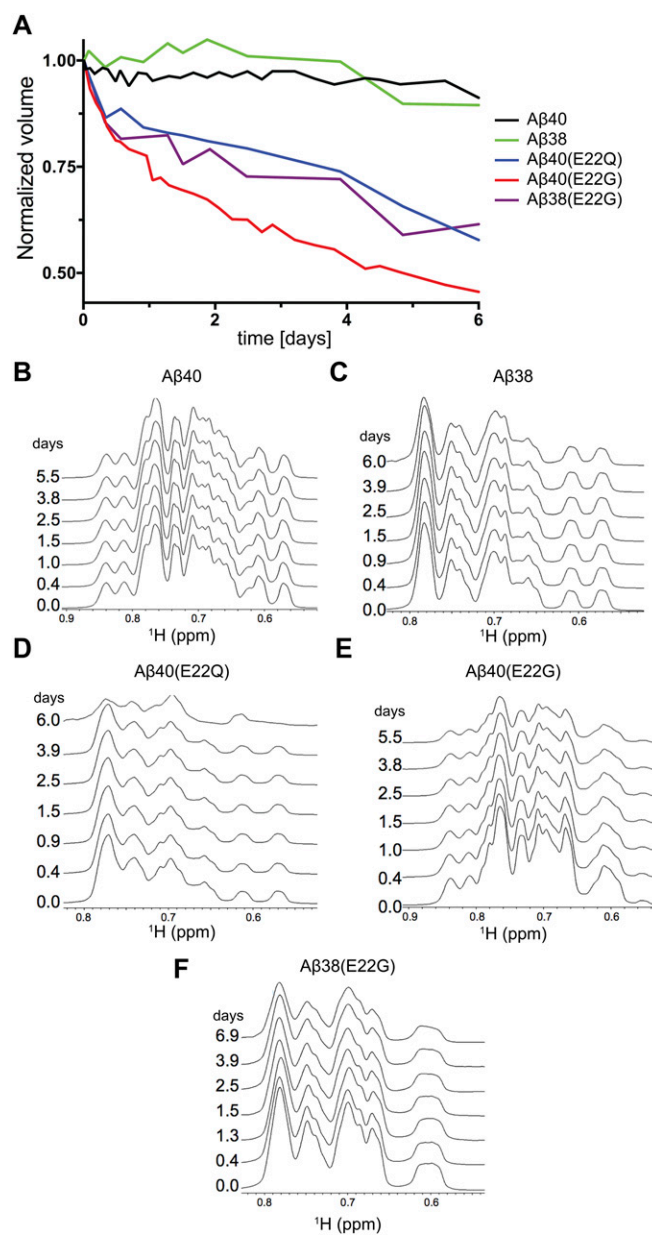 A
Normalized volume
1.00
0.75
0.50
0
2
4
6
time [days]
Aβ40
Aβ38
Aβ40(E22Q)
Aβ40(E22G)
Aβ38(E22G)
B
Aβ40
days
5.5
3.8
2.5
1.5
1.0
0.4
0.0
0.9
0.8
0.7
0.6
¹H (ppm)
C
Aβ38
days
6.0
3.9
2.5
1.5
0.9
0.4
0.0
0.8
0.7
0.6
¹H (ppm)
D
Aβ40(E22Q)
days
6.0
3.9
2.5
1.5
0.9
0.4
0.0
0.8
0.7
0.6
¹H (ppm)
E
Aβ40(E22G)
days
5.5
3.8
2.5
1.5
1.0
0.4
0.0
0.9
0.8
0.7
0.6
¹H (ppm)
F
Aβ38(E22G)
days
6.9
3.9
2.5
1.5
1.3
0.4
0.0
0.8
0.7
0.6
¹H (ppm)